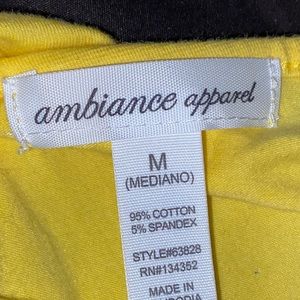 ambiance apparel
M
(MEDIANO)
95% COTTON
5% SPANDEX
STYLE#63828
RN#134352
MADE IN